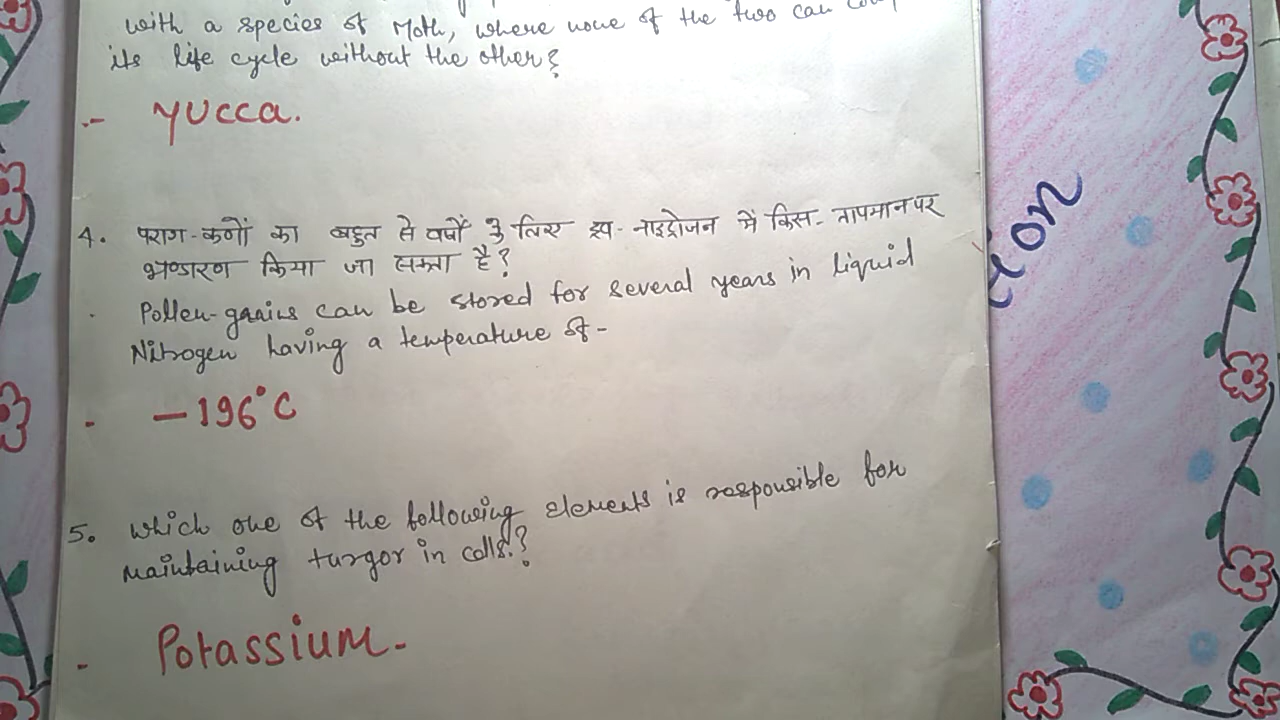 with a species of Moth, where none of the two can
its life cycle without the other?
- YUCCA.
4. पराग-कणों का बहुत से वर्षों के लिए द्रव-नाइट्रोजन में किस-तापमान पर
भण्डारण किया जा सकता है?
Pollen-grains can be stored for several years in liquid
Nitrogen having a temperature of-
- -196°C
5. Which one of the following elements is responsible for
maintaining turgor in cells.?
- Potassium.